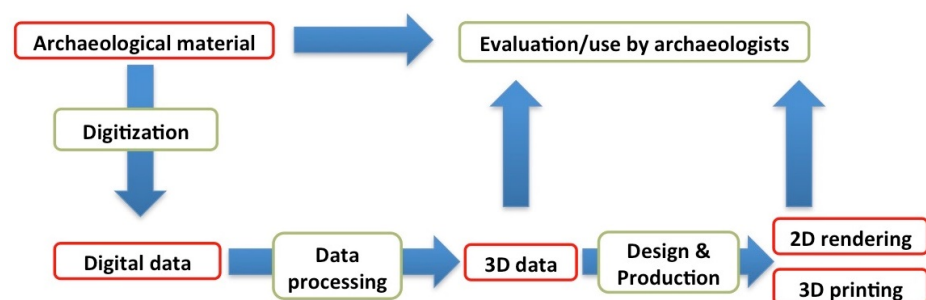 Archaeological material
Evaluation/use by archaeologists
Digitization
Digital data
Data
processing
3D data
Design &
Production
2D rendering
3D printing